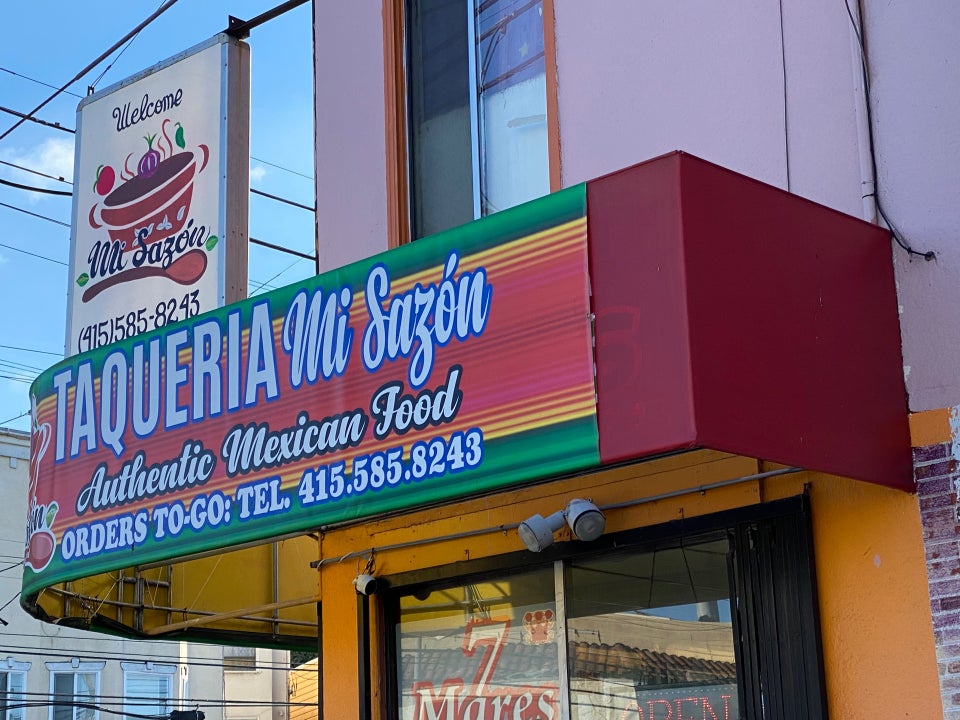 Welcome
Mi Sazón
(415)585-8243
TAQUERIA Mi Sazón
Authentic Mexican Food
ORDERS TO-GO: TEL. 415.585.8243
7
Mares
OPEN